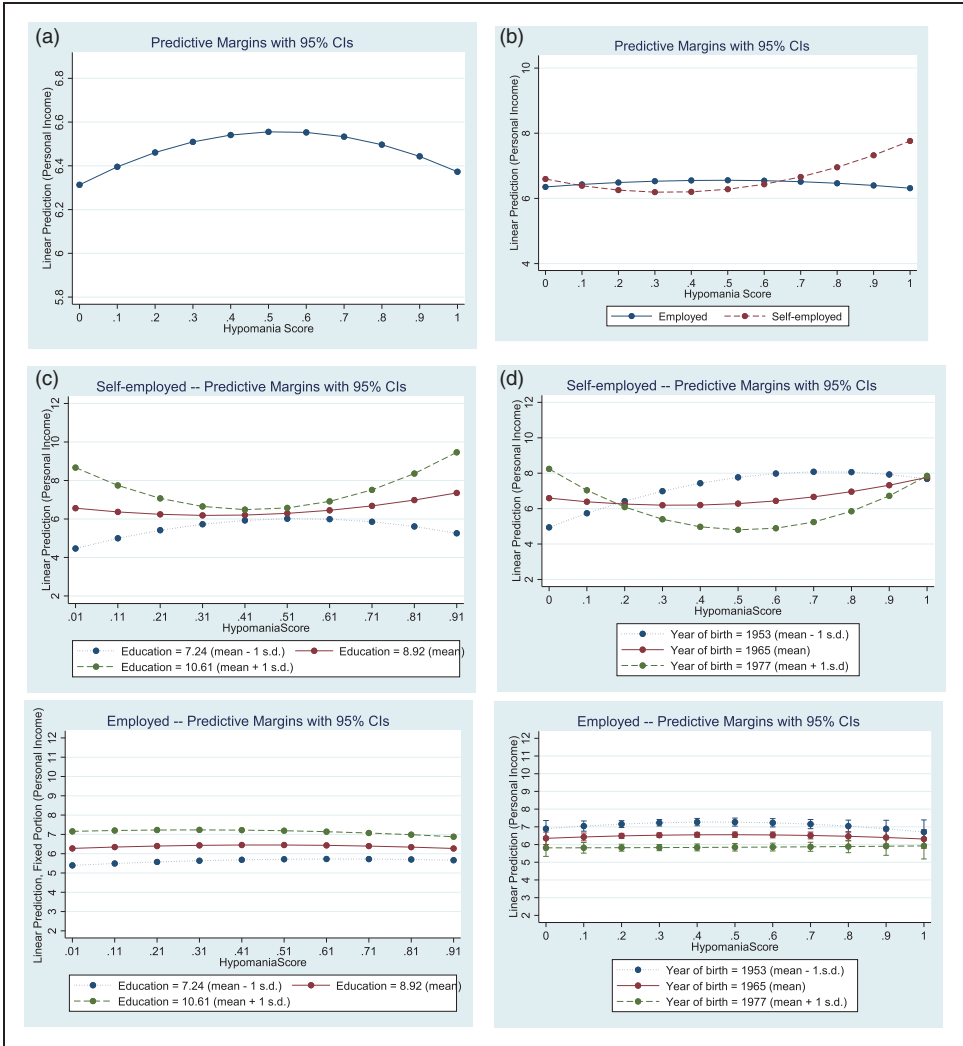 (a)
Predictive Margins with 95% CIs
Linear Prediction (Personal Income)
6.8
6.6
6.4
6.2
6
5.8
0 .1 .2 .3 .4 .5 .6 .7 .8 .9 1
Hypomania Score
(b)
Predictive Margins with 95% CIs
Linear Prediction (Personal Income)
10
8
6
4
0 .1 .2 .3 .4 .5 .6 .7 .8 .9 1
Hypomania Score
Employed Self-employed
(c)
Self-employed -- Predictive Margins with 95% CIs
Linear Prediction (Personal Income)
12
10
8
6
4
2
.01 .11 .21 .31 .41 .51 .61 .71 .81 .91
HypomaniaScore
Education = 7.24 (mean - 1 s.d.) Education = 8.92 (mean)
Education = 10.61 (mean + 1 s.d.)
(d)
Self-employed -- Predictive Margins with 95% CIs
Linear Prediction (Personal Income)
12
10
8
6
4
2
0 .1 .2 .3 .4 .5 .6 .7 .8 .9 1
HypomaniaScore
Year of birth = 1953 (mean - 1 s.d.)
Year of birth = 1965 (mean)
Year of birth = 1977 (mean + 1.s.d)
Employed -- Predictive Margins with 95% CIs
Linear Prediction, Fixed Portion (Personal Income)
12
11
10
9
8
7
6
5
4
3
2
.01 .11 .21 .31 .41 .51 .61 .71 .81 .91
HypomaniaScore
Education = 7.24 (mean - 1 s.d.) Education = 8.92 (mean)
Education = 10.61 (mean + 1 s.d.)
Employed -- Predictive Margins with 95% CIs
Linear Prediction (Personal Income)
12
11
10
9
8
7
6
5
4
3
2
0 .1 .2 .3 .4 .5 .6 .7 .8 .9 1
HypomaniaScore
Year of birth = 1953 (mean - 1.s.d.)
Year of birth = 1965 (mean)
Year of birth = 1977 (mean + 1 s.d.)